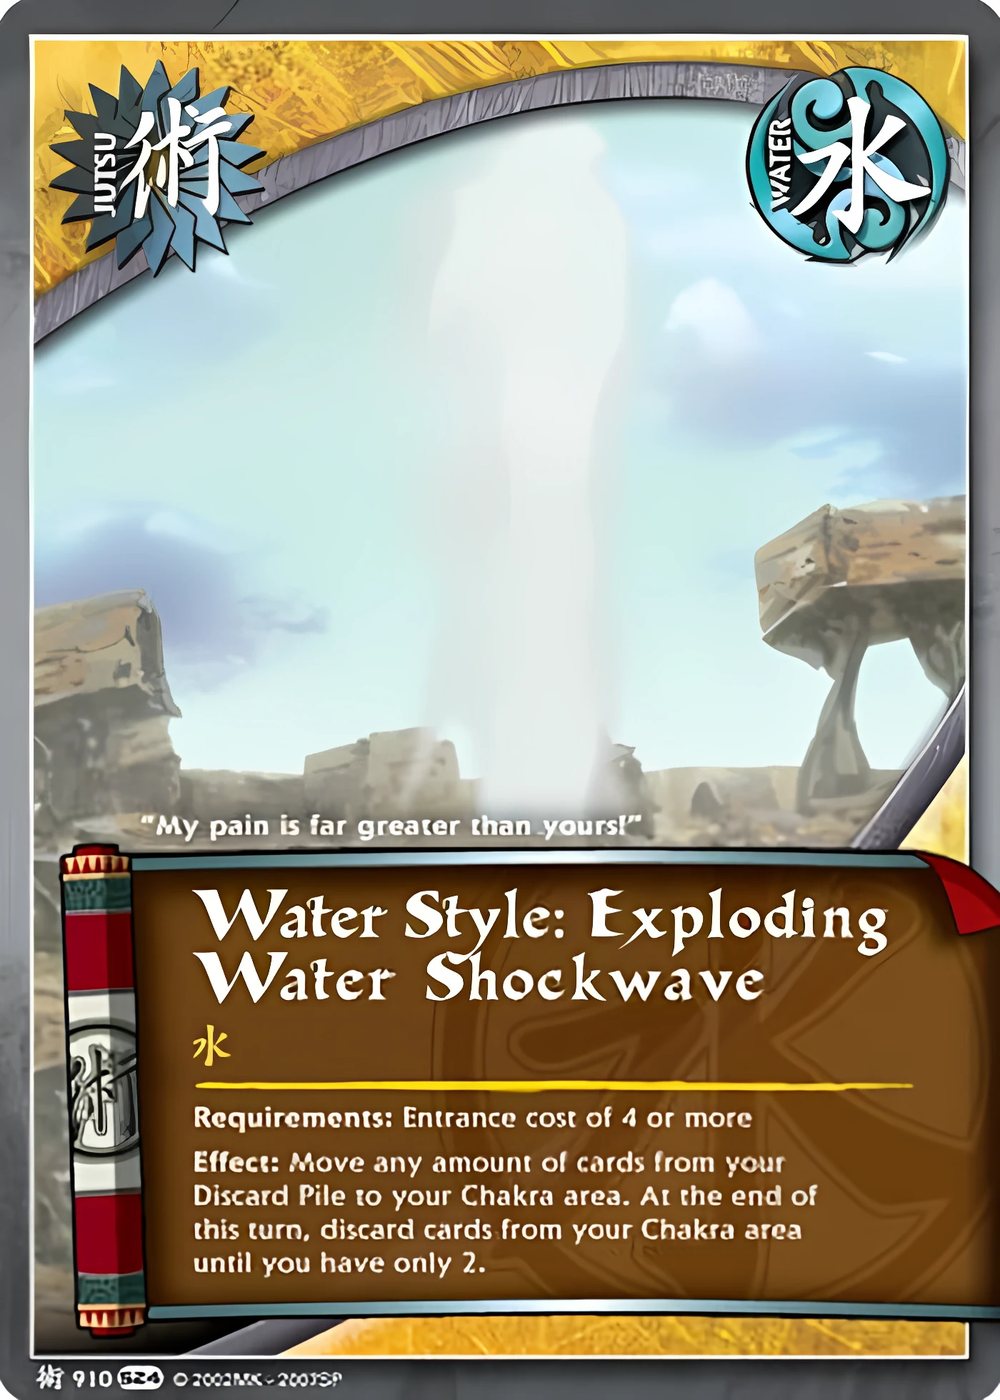 JUTSU 術
WATER 水
"My pain is far greater than yours!"
Water Style: Exploding
Water Shockwave
水
Requirements: Entrance cost of 4 or more
Effect: Move any amount of cards from your
Discard Pile to your Chakra area. At the end of
this turn, discard cards from your Chakra area
until you have only 2.
術
術 910 © 2002MK